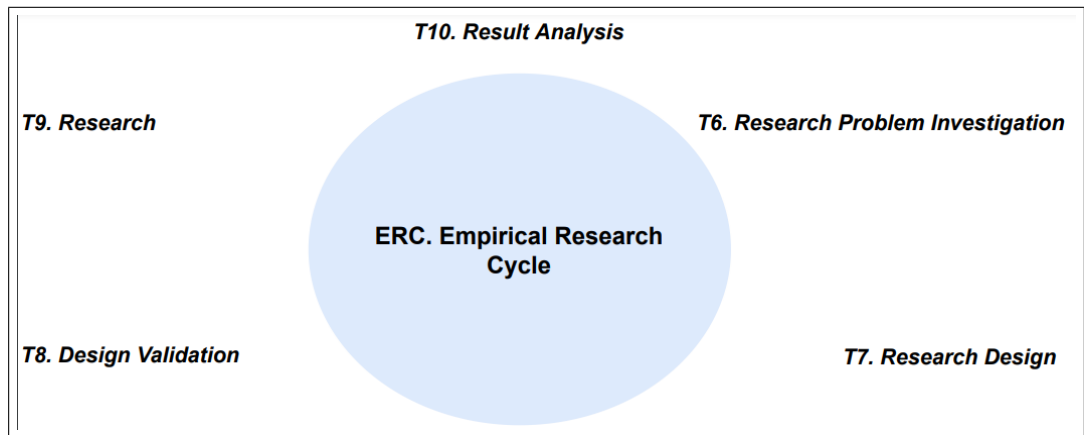 T10. Result Analysis
T9. Research
T6. Research Problem Investigation
ERC. Empirical Research
Cycle
T8. Design Validation
T7. Research Design